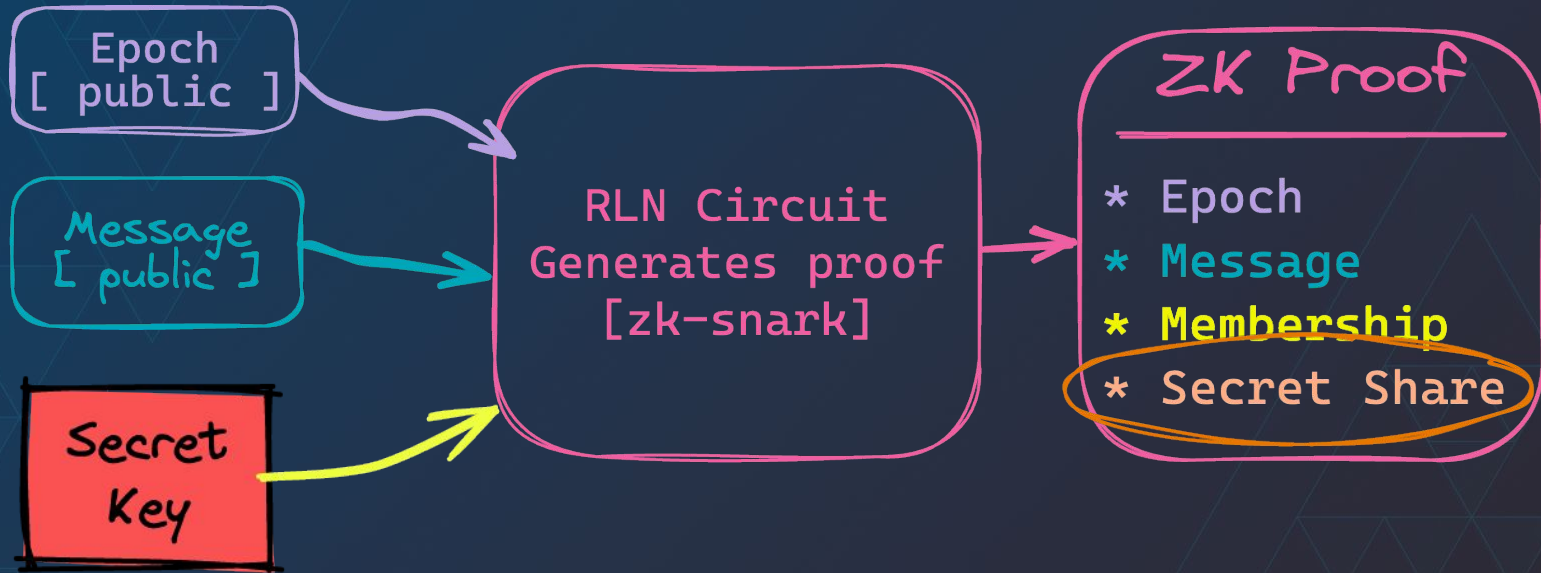 Epoch
[ public ]
Message
[ public ]
Secret
Key
RLN Circuit
Generates proof
[zk-snark]
ZK Proof
* Epoch
* Message
* Membership
* Secret Share